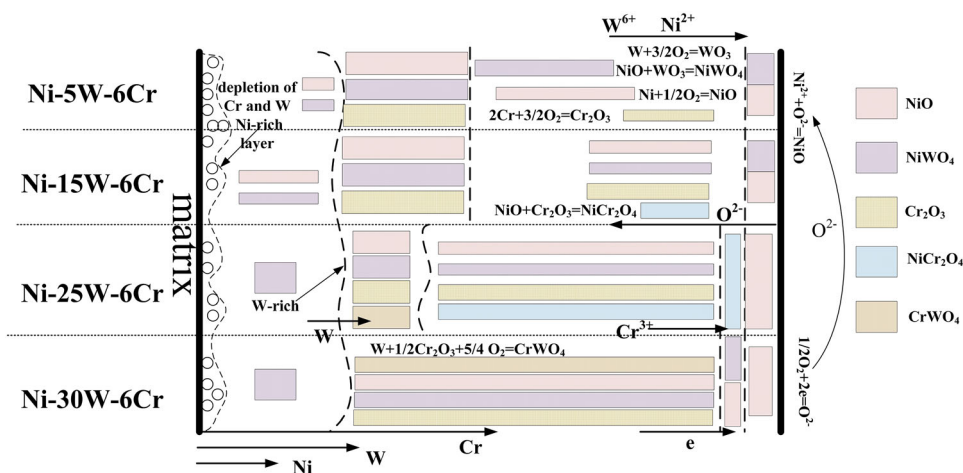 W⁶⁺ Ni²⁺
W+3/2O₂=WO₃
NiO+WO₃=NiWO₄
Ni-5W-6Cr
depletion of
Cr and W
Ni+1/2O₂=NiO
2Cr+3/2O₂=Cr₂O₃
Ni-rich
layer
Ni²⁺+O²⁻=NiO
NiO
NiWO₄
Ni-15W-6Cr
matrix
NiO+Cr₂O₃=NiCr₂O₄
O²⁻
O²⁻
Cr₂O₃
NiCr₂O₄
Ni-25W-6Cr
W-rich
W
Cr³⁺
CrWO₄
W+1/2Cr₂O₃+5/4 O₂=CrWO₄
1/2O₂+2e=O²⁻
Ni-30W-6Cr
Cr
e
W
Ni